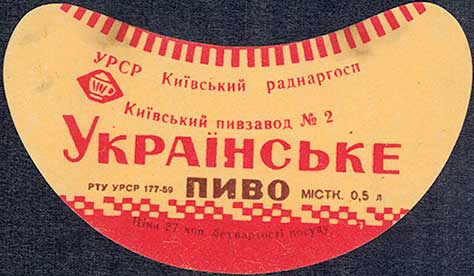 УРСР Київський раднаргосп
Київський пивзавод № 2
УКРАЇНСЬКЕ
РТУ УРСР 177-59 ПИВО МІСТК. 0,5 л
Ціна 27 коп. без вартості посуду